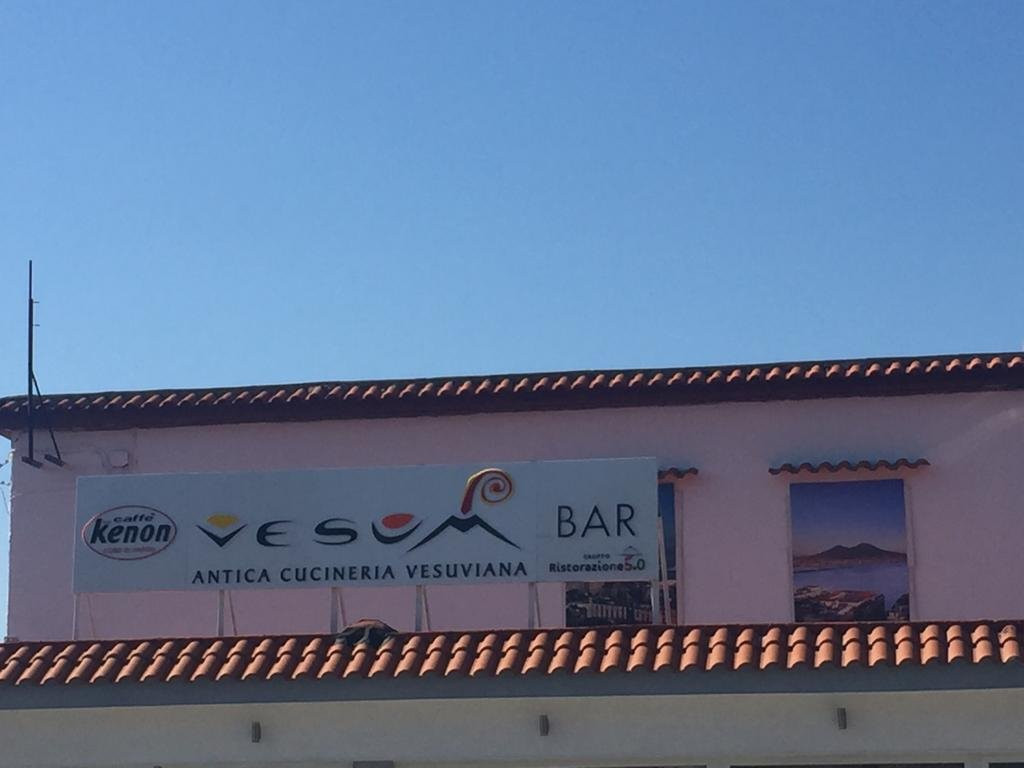 caffè
kenon
VESUM
ANTICA CUCINERIA VESUVIANA
BAR
GRUPPO
Ristorazione5.0